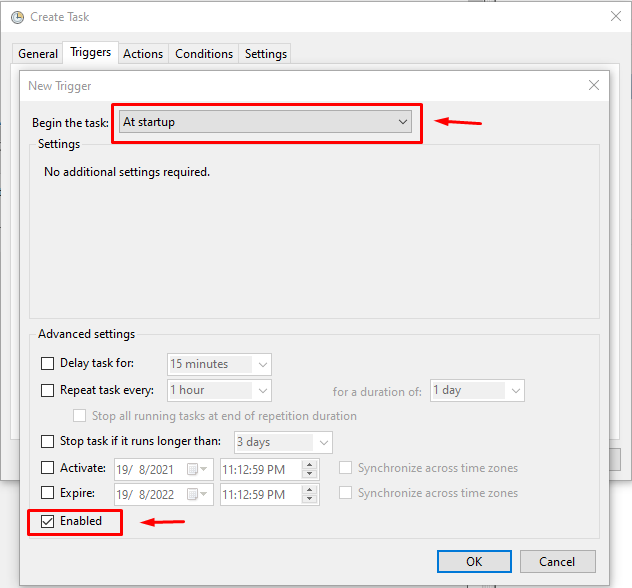 Create Task
General Triggers Actions Conditions Settings
New Trigger
Begin the task: At startup
Settings
No additional settings required.
Advanced settings
Delay task for: 15 minutes
Repeat task every: 1 hour for a duration of: 1 day
Stop all running tasks at end of repetition duration
Stop task if it runs longer than: 3 days
Activate: 19/ 8/2021 11:12:59 PM Synchronize across time zones
Expire: 19/ 8/2022 11:12:59 PM Synchronize across time zones
Enabled
OK Cancel